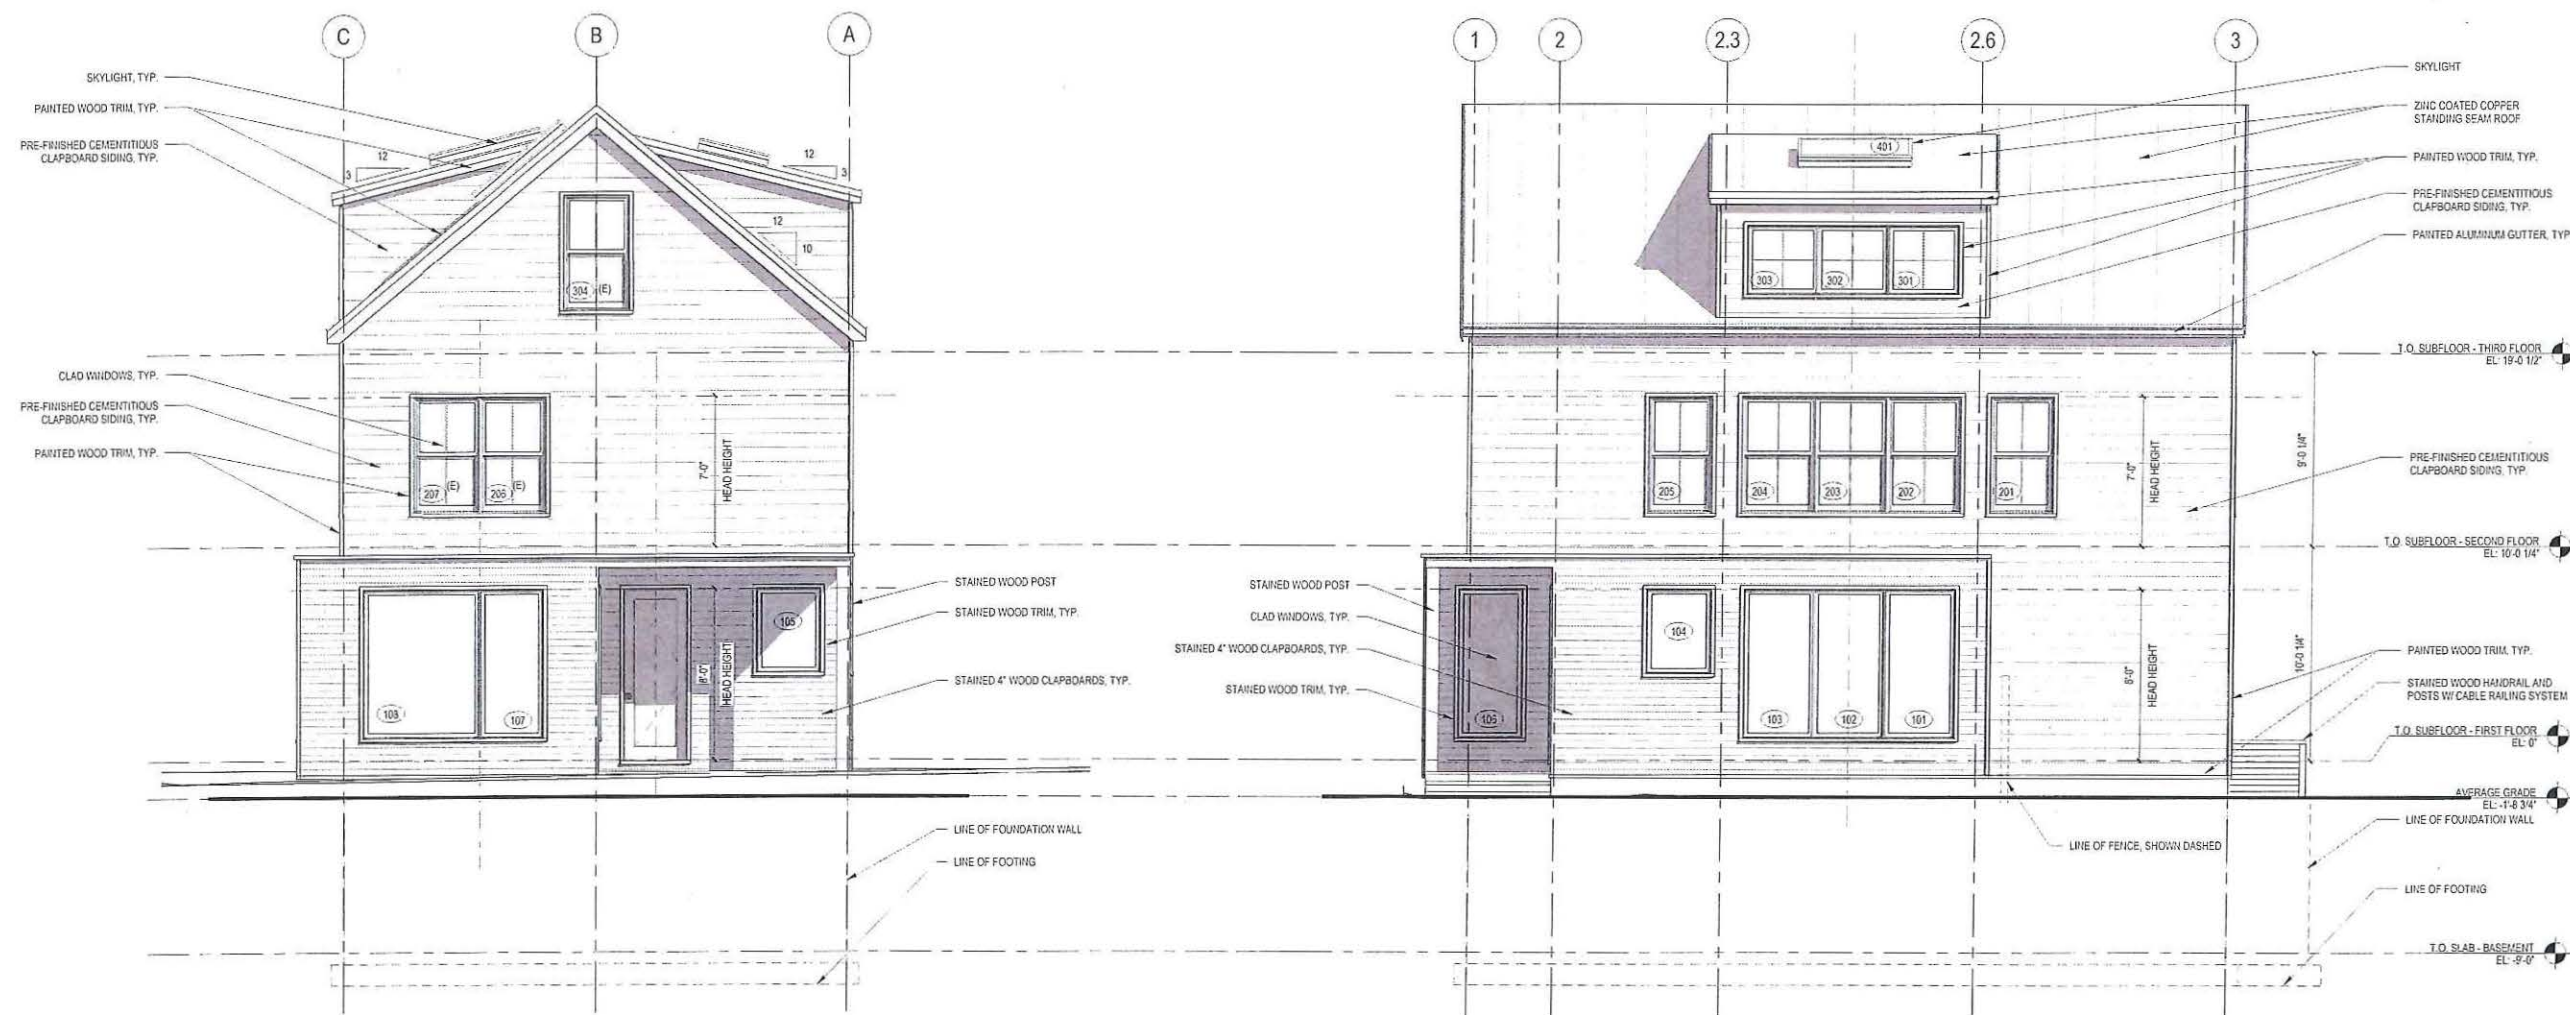 C
B
A
1
2
2.3
2.6
3
SKYLIGHT, TYP.
PAINTED WOOD TRIM, TYP.
PRE-FINISHED CEMENTITIOUS
CLAPBOARD SIDING, TYP.
12
3
12
3
12
10
304 (E)
CLAD WINDOWS, TYP.
PRE-FINISHED CEMENTITIOUS
CLAPBOARD SIDING, TYP.
PAINTED WOOD TRIM, TYP.
207 (E)
206 (E)
7'-0"
HEAD HEIGHT
108
107
8'-0"
HEAD HEIGHT
105
STAINED WOOD POST
STAINED WOOD TRIM, TYP.
STAINED 4" WOOD CLAPBOARDS, TYP.
LINE OF FOUNDATION WALL
LINE OF FOOTING
401
303
302
301
205
204
203
202
201
7'-0"
HEAD HEIGHT
9'-0 1/4"
STAINED WOOD POST
CLAD WINDOWS, TYP.
STAINED 4" WOOD CLAPBOARDS, TYP.
STAINED WOOD TRIM, TYP.
106
104
103
102
101
8'-0"
HEAD HEIGHT
10'-0 1/4"
SKYLIGHT
ZINC COATED COPPER
STANDING SEAM ROOF
PAINTED WOOD TRIM, TYP.
PRE-FINISHED CEMENTITIOUS
CLAPBOARD SIDING, TYP.
PAINTED ALUMINUM GUTTER, TYP
T.O. SUBFLOOR - THIRD FLOOR
EL: 19'-0 1/2"
PRE-FINISHED CEMENTITIOUS
CLAPBOARD SIDING, TYP.
T.O. SUBFLOOR - SECOND FLOOR
EL: 10'-0 1/4"
PAINTED WOOD TRIM, TYP.
STAINED WOOD HANDRAIL AND
POSTS W/ CABLE RAILING SYSTEM
T.O. SUBFLOOR - FIRST FLOOR
EL: 0"
AVERAGE GRADE
EL: -1'-8 3/4"
LINE OF FOUNDATION WALL
LINE OF FENCE, SHOWN DASHED
LINE OF FOOTING
T.O. SLAB - BASEMENT
EL: -9'-0"